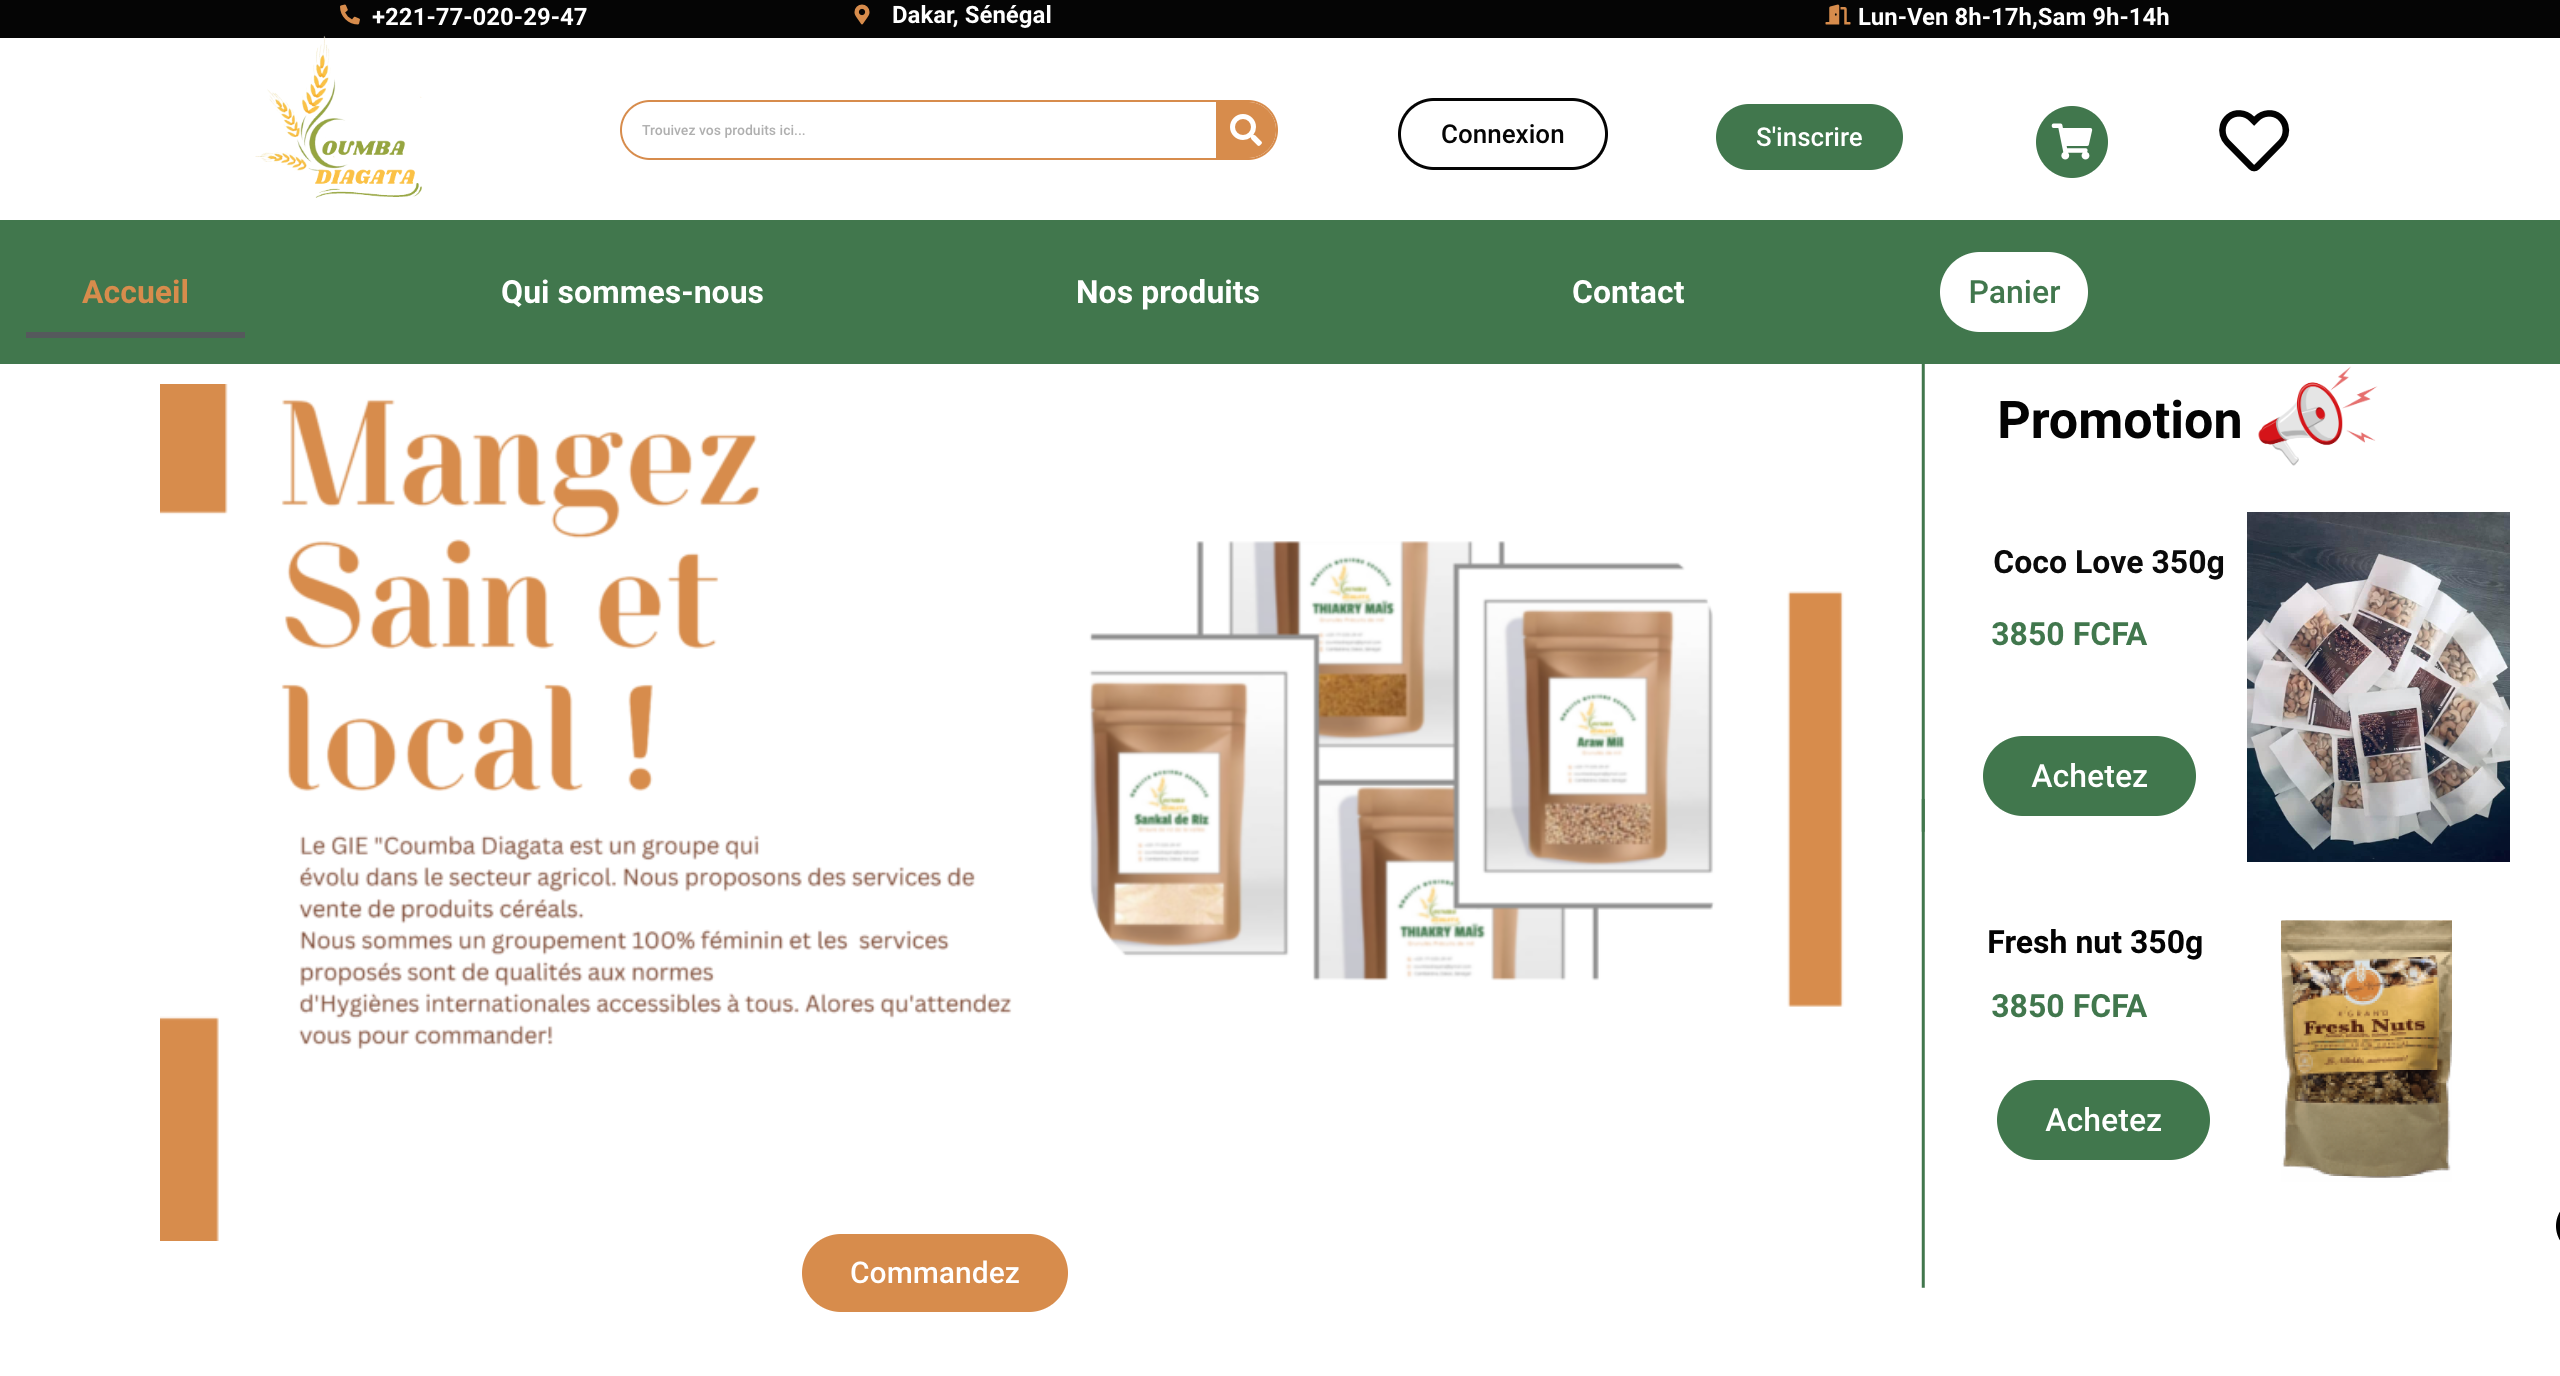 +221-77-020-29-47
Dakar, Sénégal
Lun-Ven 8h-17h,Sam 9h-14h
OUMBA
DIAGATA
Trouivez vos produits ici...
Connexion
S'inscrire
Accueil
Qui sommes-nous
Nos produits
Contact
Panier
Mangez
Sain et
local !
Le GIE "Coumba Diagata est un groupe qui
évolu dans le secteur agricol. Nous proposons des services de
vente de produits céréals.
Nous sommes un groupement 100% féminin et les  services
proposés sont de qualités aux normes
d'Hygiènes internationales accessibles à tous. Alores qu'attendez
vous pour commander!
THIAKRY MAÏS
Araw Mil
Sankal de Riz
THIAKRY MAÏS
Commandez
Promotion
Coco Love 350g
3850 FCFA
Achetez
Fresh nut 350g
3850 FCFA
Achetez
Fresh Nuts